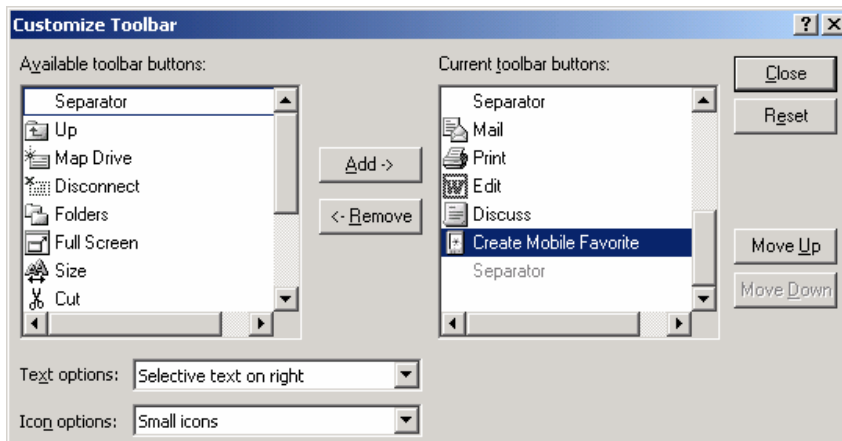 Customize Toolbar
Available toolbar buttons:
Separator
Up
Map Drive
Disconnect
Folders
Full Screen
Size
Cut
Add ->
<- Remove
Current toolbar buttons:
Separator
Mail
Print
Edit
Discuss
Create Mobile Favorite
Separator
Close
Reset
Move Up
Move Down
Text options: Selective text on right
Icon options: Small icons